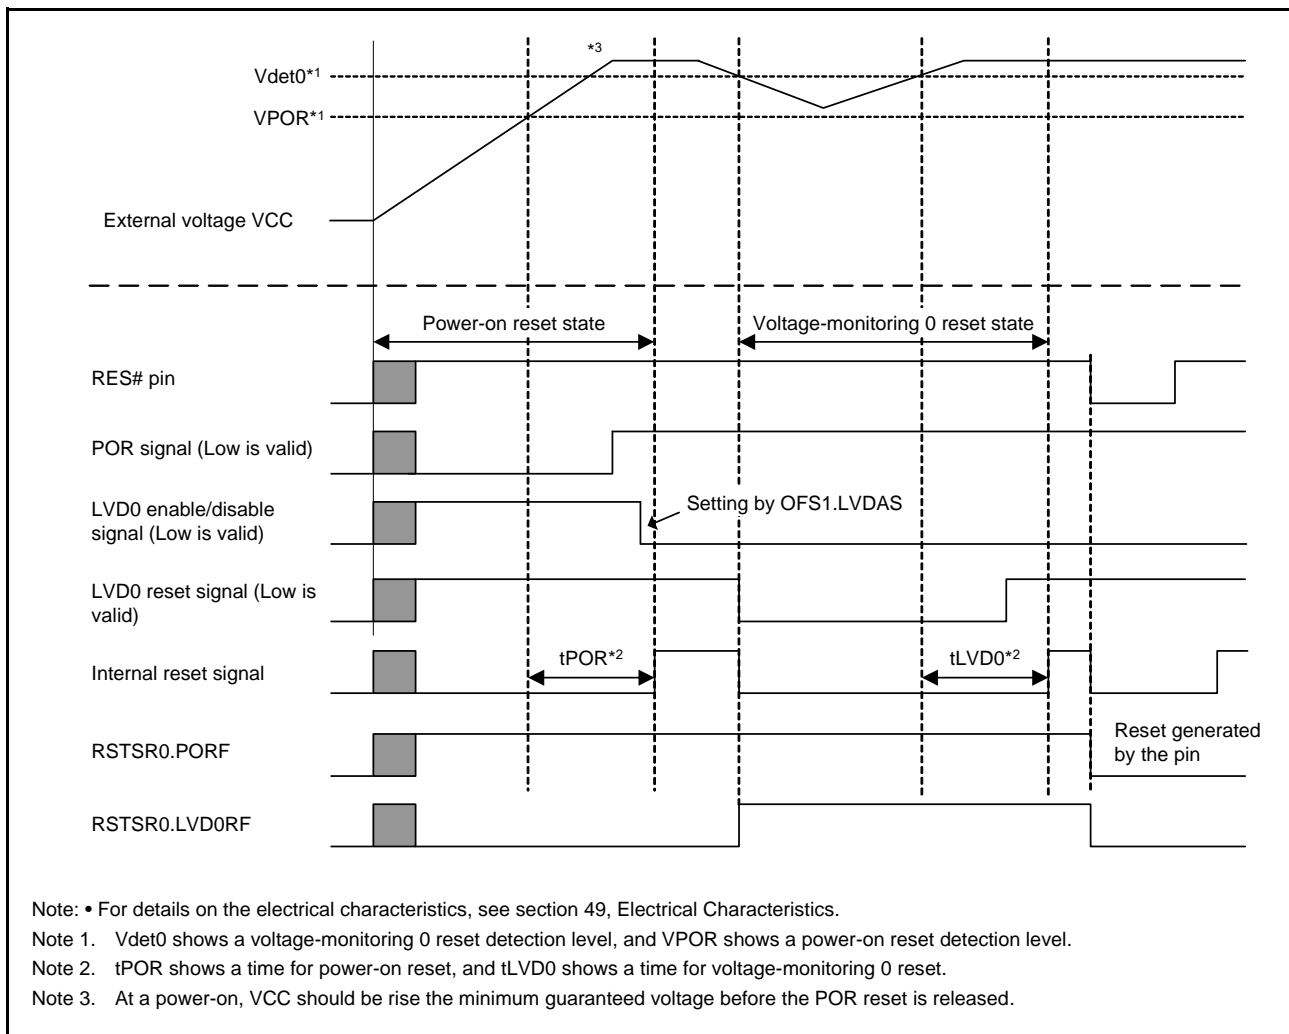 *3
Vdet0*1
VPOR*1
External voltage VCC
Power-on reset state
Voltage-monitoring 0 reset state
RES# pin
POR signal (Low is valid)
LVD0 enable/disable
signal (Low is valid)
Setting by OFS1.LVDAS
LVD0 reset signal (Low is
valid)
Internal reset signal
tPOR*2
tLVD0*2
RSTSR0.PORF
Reset generated
by the pin
RSTSR0.LVD0RF
Note: • For details on the electrical characteristics, see section 49, Electrical Characteristics.
Note 1. Vdet0 shows a voltage-monitoring 0 reset detection level, and VPOR shows a power-on reset detection level.
Note 2. tPOR shows a time for power-on reset, and tLVD0 shows a time for voltage-monitoring 0 reset.
Note 3. At a power-on, VCC should be rise the minimum guaranteed voltage before the POR reset is released.